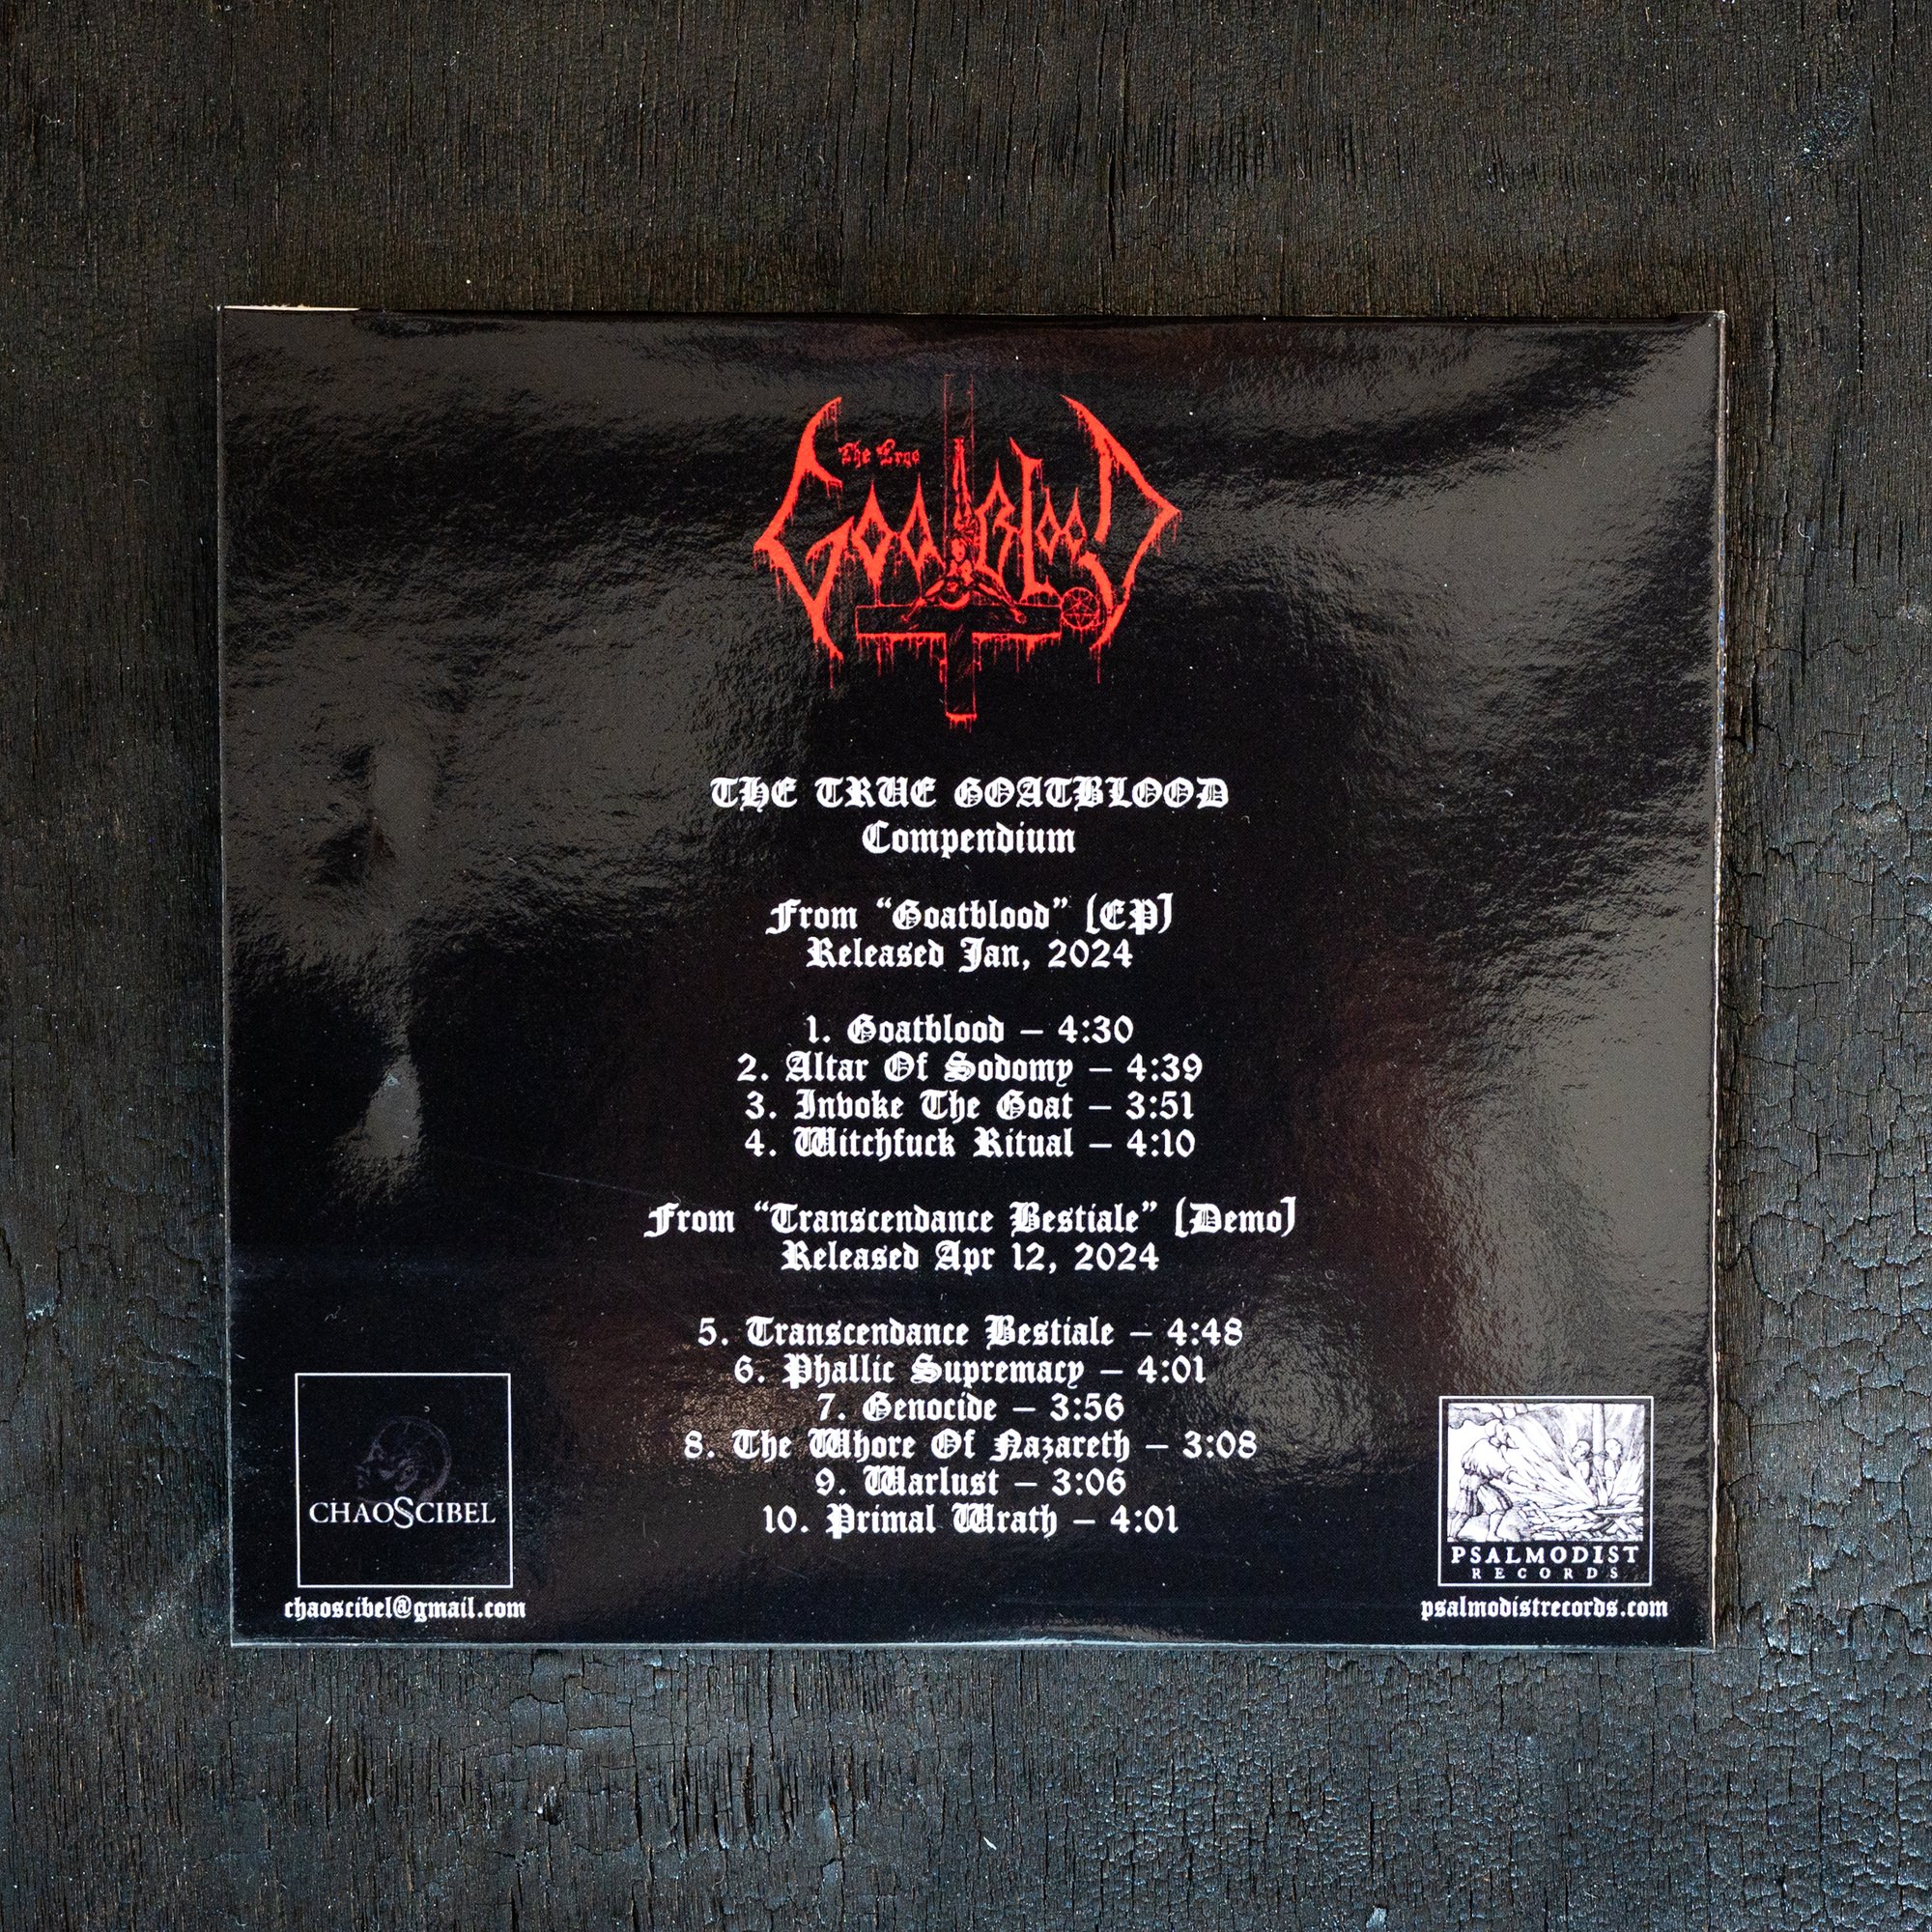 The True
GoatblooD
THE TRUE GOATBLOOD
Compendium
From “Goatblood” (EP)
Released Jan, 2024
1. Goatblood – 4:30
2. Altar Of Sodomy – 4:39
3. Invoke The Goat – 3:51
4. Witchfuck Ritual – 4:10
From “Transcendance Bestiale” (Demo)
Released Apr 12, 2024
5. Transcendance Bestiale – 4:48
6. Phallic Supremacy – 4:01
7. Genocide – 3:56
8. The Whore Of Nazareth – 3:08
9. Warlust – 3:06
10. Primal Wrath – 4:01
CHAOSCIBEL
chaoscibel@gmail.com
PSALMODIST
RECORDS
psalmodistrecords.com